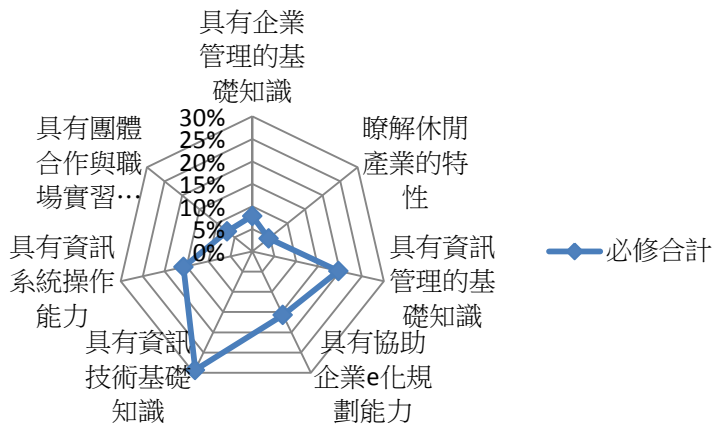 具有企業
管理的基
礎知識
瞭解休閒
產業的特
性
具有資訊
管理的基
礎知識
具有協助
企業e化規
劃能力
具有資訊
技術基礎
知識
具有資訊
系統操作
能力
具有團體
合作與職
場實習…
30%
25%
20%
15%
10%
5%
0%
必修合計